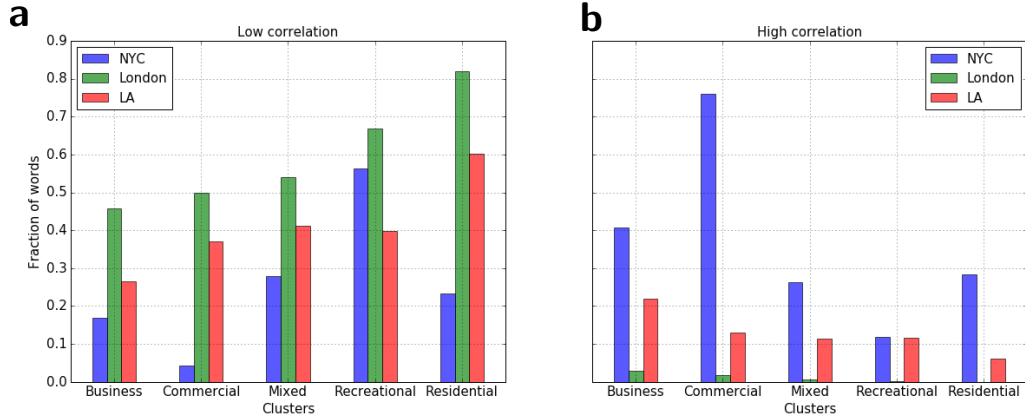 a
Low correlation
NYC
London
LA
0.9
0.8
0.7
0.6
0.5
0.4
0.3
0.2
0.1
0.0
Fraction of words
Business Commercial Mixed Recreational Residential
Clusters
b
High correlation
NYC
London
LA
Business Commercial Mixed Recreational Residential
Clusters